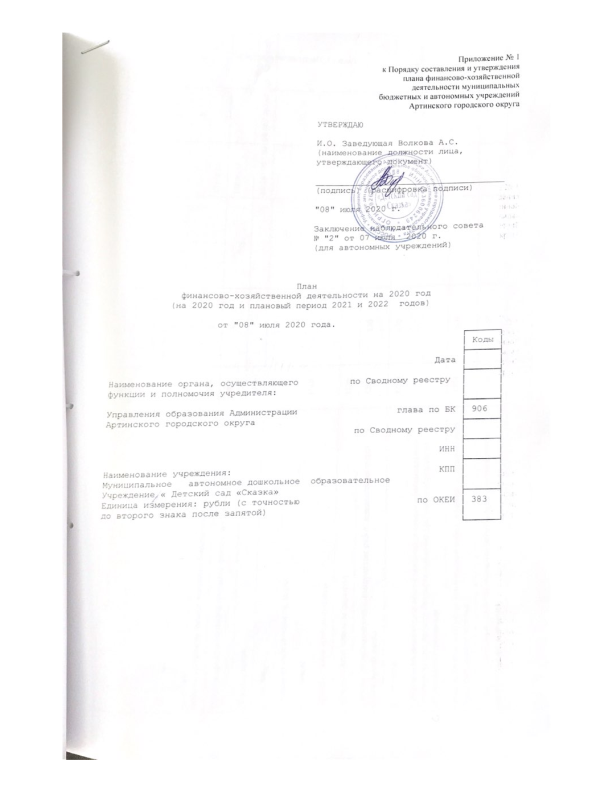 Приложение № 1
к Порядку составления и утверждения
плана финансово-хозяйственной
деятельности муниципальных
бюджетных и автономных учреждений
Артинского городского округа
УТВЕРЖДАЮ
И.О. Заведующая Волкова А.С.
(наименование должности лица,
утверждающего документ)
(подпись) (расшифровка подписи)
"08" июля 2020 г.
Заключение наблюдательного совета
№ "2" от 07 июля 2020 г.
(для автономных учреждений)
План
финансово-хозяйственной деятельности на 2020 год
(на 2020 год и плановый период 2021 и 2022 годов)
от "08" июля 2020 года.
Коды
Дата
Наименование органа, осуществляющего по Сводному реестру
функции и полномочия учредителя:
Управления образования Администрации глава по БК 906
Артинского городского округа
по Сводному реестру
ИНН
Наименование учреждения: КПП
Муниципальное автономное дошкольное образовательное
Учреждение,« Детский сад «Сказка»
Единица измерения: рубли (с точностью по ОКЕИ 383
до второго знака после запятой)